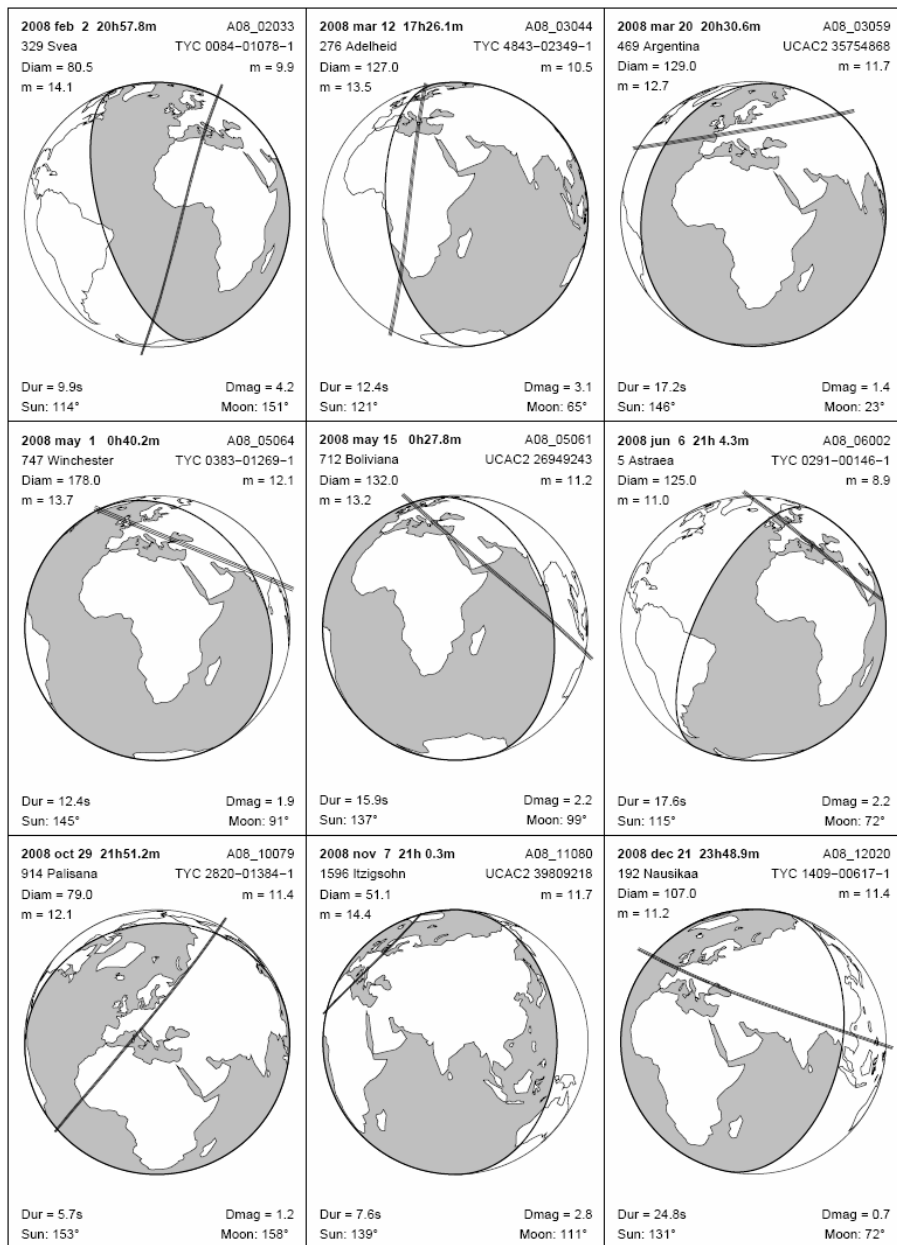 2008 feb 2 20h57.8m A08_02033
329 Svea TYC 0084-01078-1
Diam = 80.5 m = 9.9
m = 14.1
Dur = 9.9s Dmag = 4.2
Sun: 114° Moon: 151°
2008 mar 12 17h26.1m A08_03044
276 Adelheid TYC 4843-02349-1
Diam = 127.0 m = 10.5
m = 13.5
Dur = 12.4s Dmag = 3.1
Sun: 121° Moon: 65°
2008 mar 20 20h30.6m A08_03059
469 Argentina UCAC2 35754868
Diam = 129.0 m = 11.7
m = 12.7
Dur = 17.2s Dmag = 1.4
Sun: 146° Moon: 23°
2008 may 1 0h40.2m A08_05064
747 Winchester TYC 0383-01269-1
Diam = 178.0 m = 12.1
m = 13.7
Dur = 12.4s Dmag = 1.9
Sun: 145° Moon: 91°
2008 may 15 0h27.8m A08_05061
712 Boliviana UCAC2 26949243
Diam = 132.0 m = 11.2
m = 13.2
Dur = 15.9s Dmag = 2.2
Sun: 137° Moon: 99°
2008 jun 6 21h 4.3m A08_06002
5 Astraea TYC 0291-00146-1
Diam = 125.0 m = 8.9
m = 11.0
Dur = 17.6s Dmag = 2.2
Sun: 115° Moon: 72°
2008 oct 29 21h51.2m A08_10079
914 Palisana TYC 2820-01384-1
Diam = 79.0 m = 11.4
m = 12.1
Dur = 5.7s Dmag = 1.2
Sun: 153° Moon: 158°
2008 nov 7 21h 0.3m A08_11080
1596 Itzigsohn UCAC2 39809218
Diam = 51.1 m = 11.7
m = 14.4
Dur = 7.6s Dmag = 2.8
Sun: 139° Moon: 111°
2008 dec 21 23h48.9m A08_12020
192 Nausikaa TYC 1409-00617-1
Diam = 107.0 m = 11.4
m = 11.2
Dur = 24.8s Dmag = 0.7
Sun: 131° Moon: 72°